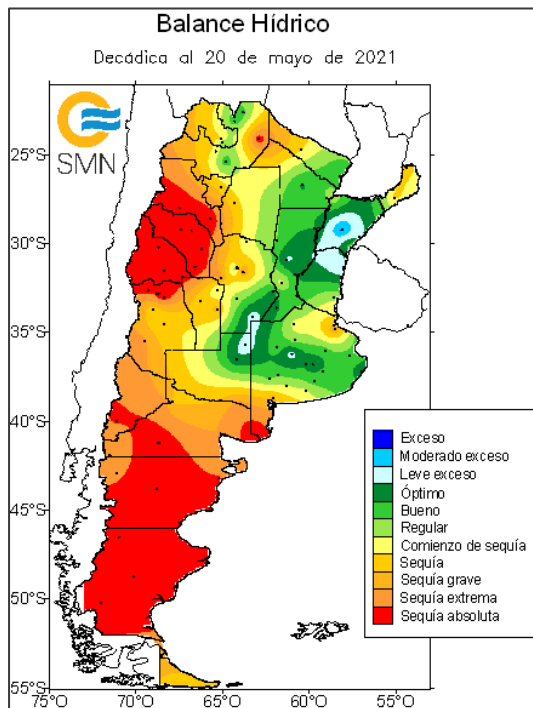 Balance Hídrico
Decádica al 20 de mayo de 2021
SMN
25°S
30°S
35°S
40°S
45°S
50°S
55°S
75°O
70°O
65°O
60°O
55°O
Exceso
Moderado exceso
Leve exceso
Óptimo
Bueno
Regular
Comienzo de sequía
Sequía
Sequía grave
Sequía extrema
Sequía absoluta